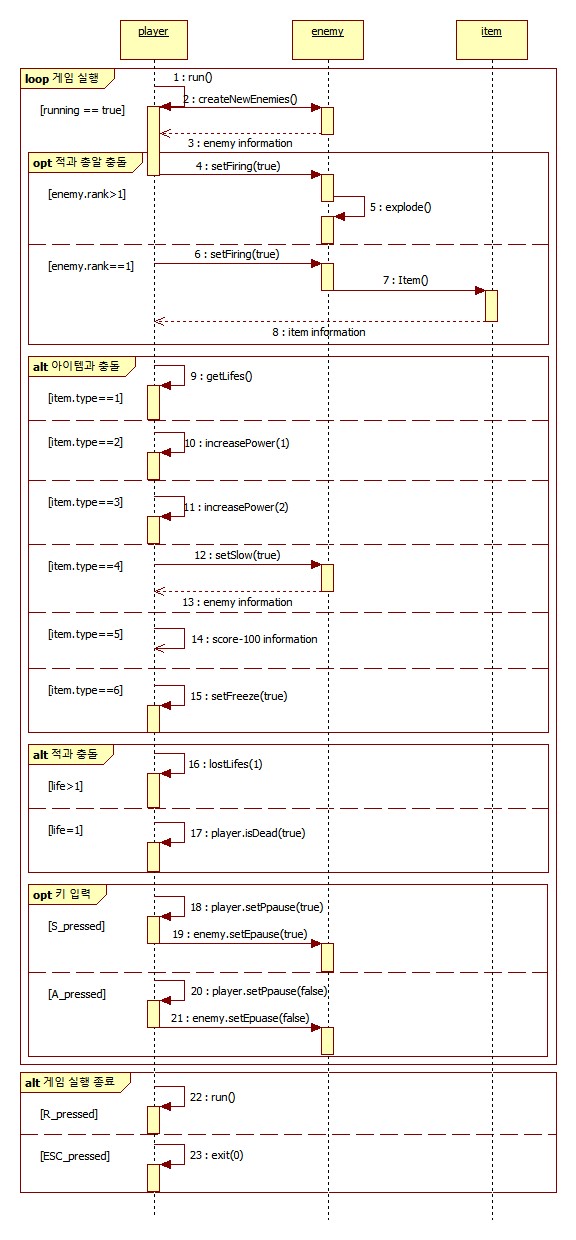 player
enemy
item
loop 게임 실행
1 : run()
[running == true]
2 : createNewEnemies()
3 : enemy information
opt 적과 총알 충돌
4 : setFiring(true)
[enemy.rank>1]
5 : explode()
6 : setFiring(true)
[enemy.rank==1]
7 : Item()
8 : item information
alt 아이템과 충돌
9 : getLifes()
[item.type==1]
[item.type==2]
10 : increasePower(1)
[item.type==3]
11 : increasePower(2)
12 : setSlow(true)
[item.type==4]
13 : enemy information
[item.type==5]
14 : score-100 information
[item.type==6]
15 : setFreeze(true)
alt 적과 충돌
16 : lostLifes(1)
[life>1]
[life=1]
17 : player.isDead(true)
opt 키 입력
18 : player.setPpause(true)
[S_pressed]
19 : enemy.setEpause(true)
[A_pressed]
20 : player.setPpause(false)
21 : enemy.setEpuase(false)
alt 게임 실행 종료
22 : run()
[R_pressed]
[ESC_pressed]
23 : exit(0)